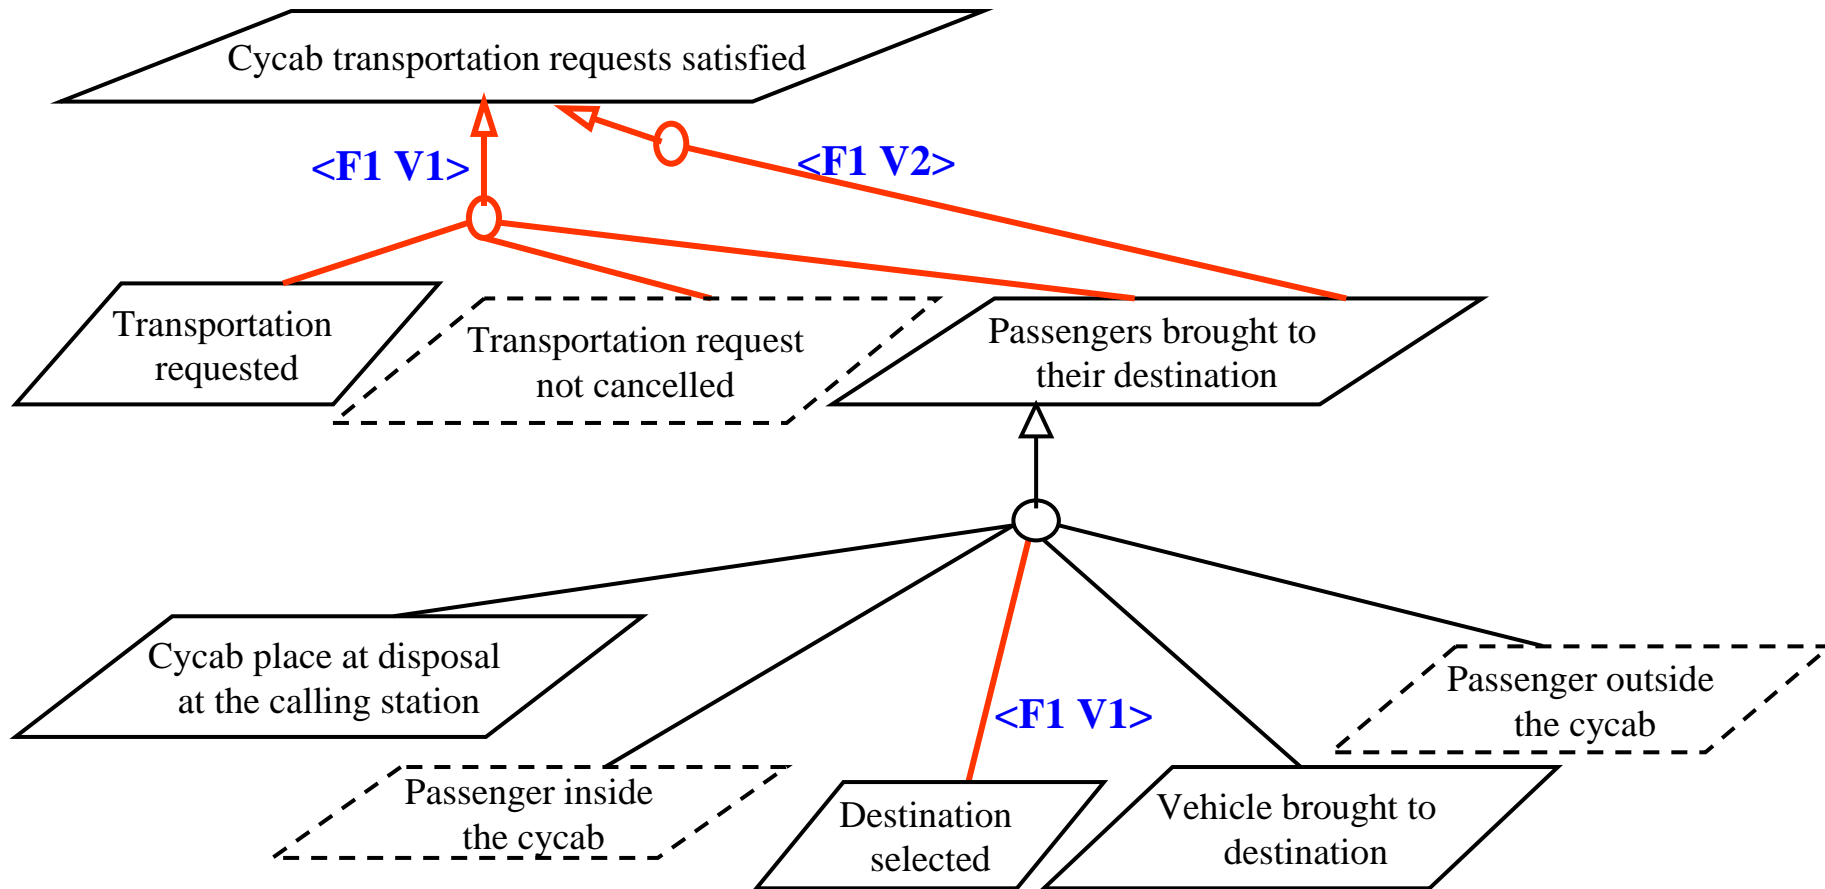 Cycab transportation requests satisfied
<F1 V1>
<F1 V2>
Transportation
requested
Transportation request
not cancelled
Passengers brought to
their destination
Cycab place at disposal
at the calling station
Passenger inside
the cycab
<F1 V1>
Destination
selected
Vehicle brought to
destination
Passenger outside
the cycab